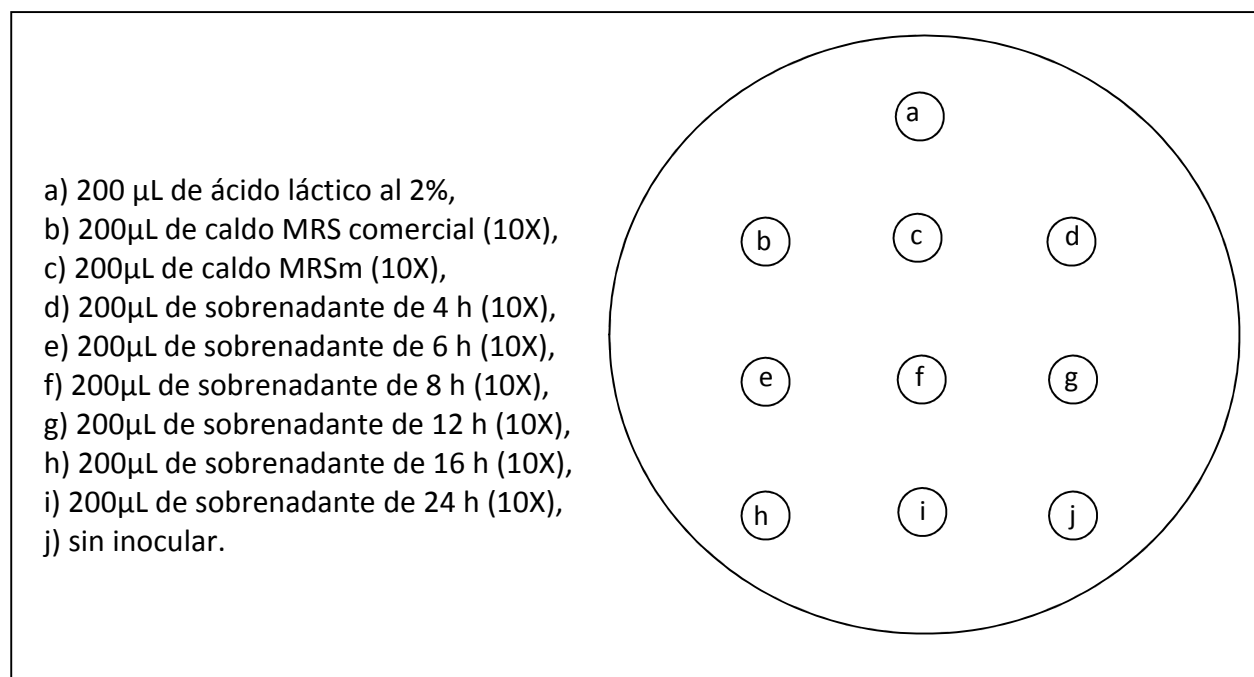 a) 200 µL de ácido láctico al 2%,
b) 200µL de caldo MRS comercial (10X),
c) 200µL de caldo MRSm (10X),
d) 200µL de sobrenadante de 4 h (10X),
e) 200µL de sobrenadante de 6 h (10X),
f) 200µL de sobrenadante de 8 h (10X),
g) 200µL de sobrenadante de 12 h (10X),
h) 200µL de sobrenadante de 16 h (10X),
i) 200µL de sobrenadante de 24 h (10X),
j) sin inocular.
a
b c d
e f g
h i j